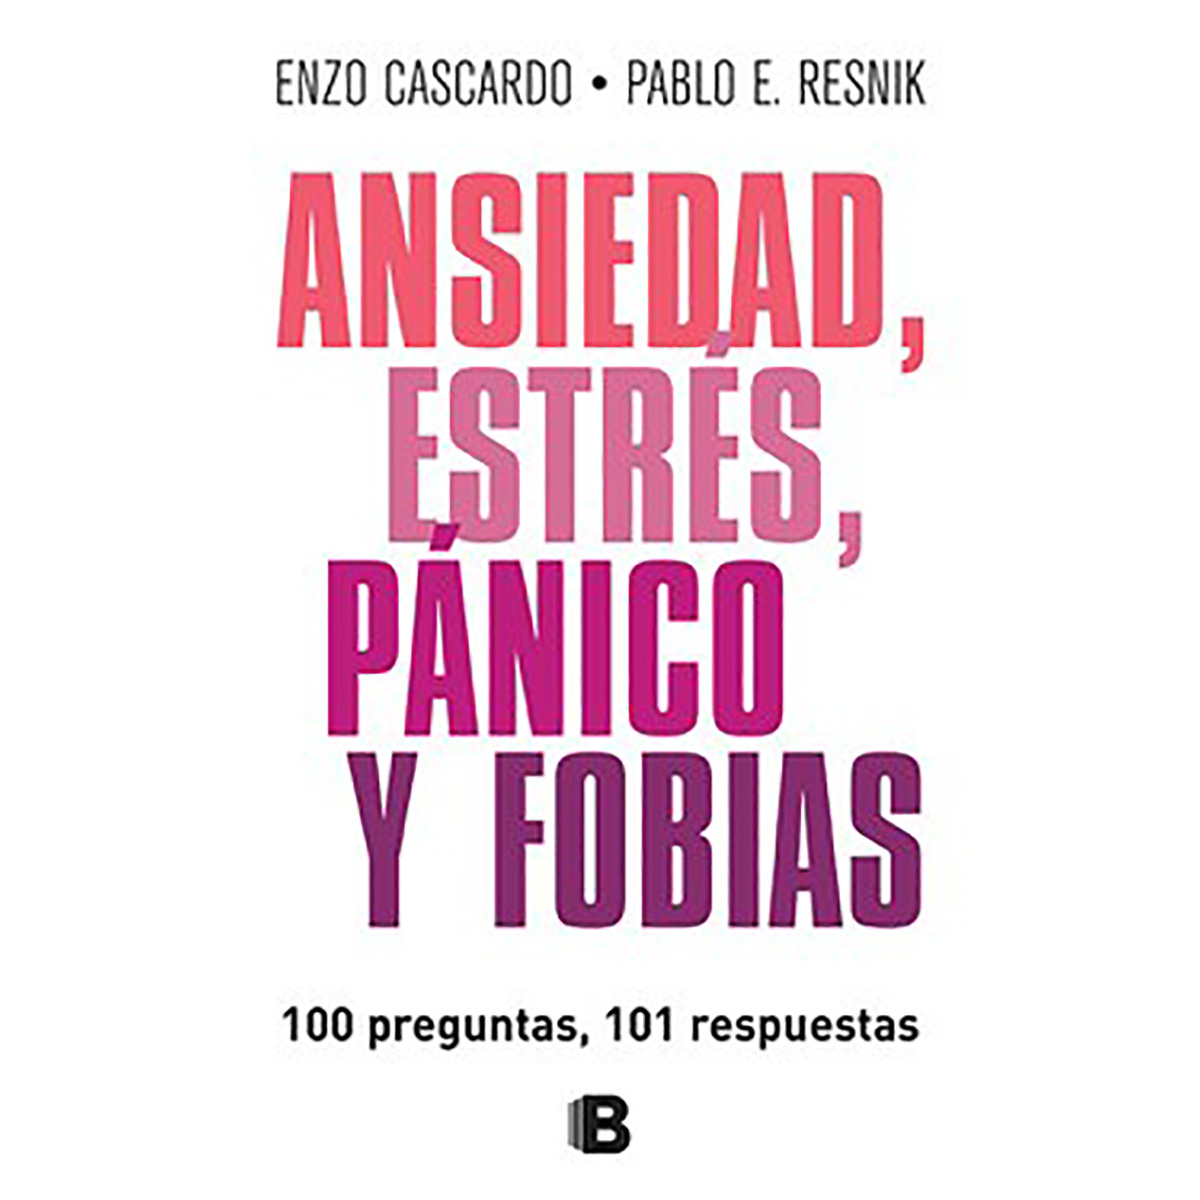 ENZO CASCARDO • PABLO E. RESNIK
ANSIEDAD,
ESTRÉS,
PÁNICO
Y FOBIAS
100 preguntas, 101 respuestas
B